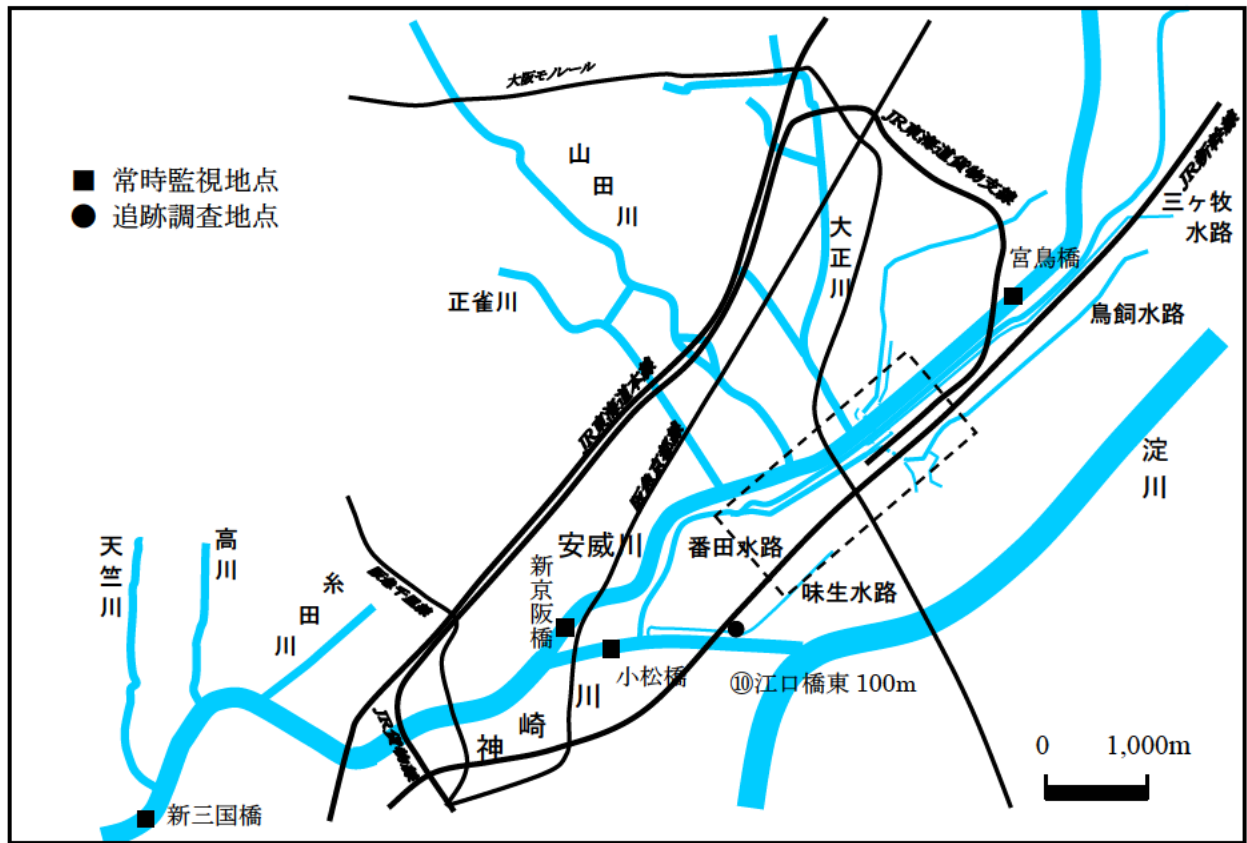 大阪モノレール
■ 常時監視地点
● 追跡調査地点
山田川
JR東海道貨物支線
JR新幹線
三ヶ牧
水路
大正川
宮鳥橋
正雀川
鳥飼水路
JR東海道本線
阪急京都線
淀川
天竺川
高川
糸田川
阪急千里線
安威川
新京阪橋
番田水路
味生水路
小松橋
⑩江口橋東 100m
神崎川
JR貨物線
0 1,000m
新三国橋